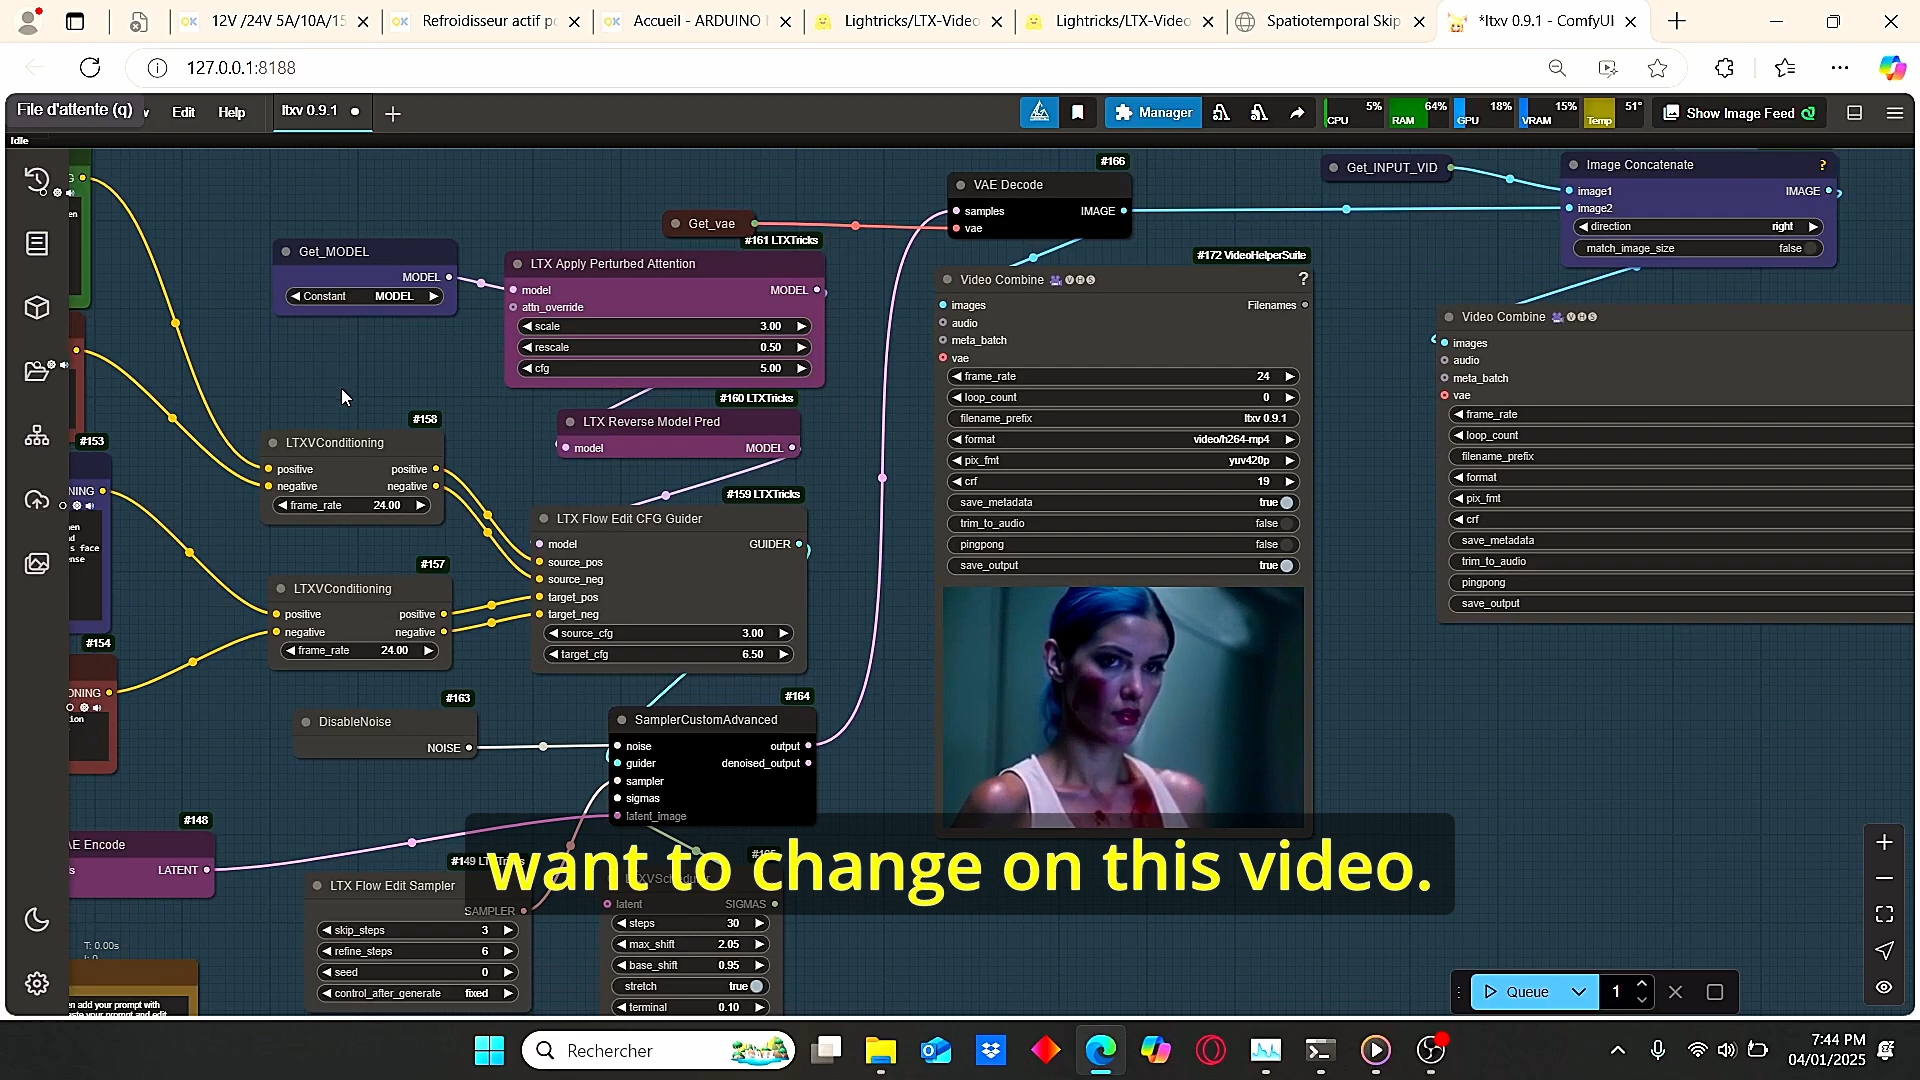 12V /24V 5A/10A/15
Refroidisseur actif po
Accueil - ARDUINO
Lightricks/LTX-Video
Lightricks/LTX-Video
Spatiotemporal Skip
*ltxv 0.9.1 - ComfyUI
127.0.0.1:8188
File d'attente (q)
Edit
Help
ltxv 0.9.1
Manager
CPU
5%
RAM
64%
GPU
18%
VRAM
15%
Temp
51°
Show Image Feed
Idle
#166
VAE Decode
samples
IMAGE
vae
Get_INPUT_VID
Image Concatenate
?
image1
IMAGE
image2
direction
right
match_image_size
false
Get_vae
#161 LTXTricks
Get_MODEL
MODEL
Constant
MODEL
LTX Apply Perturbed Attention
model
MODEL
attn_override
scale
3.00
rescale
0.50
cfg
5.00
#160 LTXTricks
LTX Reverse Model Pred
model
MODEL
#172 VideoHelperSuite
Video Combine
?
images
Filenames
audio
meta_batch
vae
frame_rate
24
loop_count
0
filename_prefix
ltxv 0.9.1
format
video/h264-mp4
pix_fmt
yuv420p
crf
19
save_metadata
true
trim_to_audio
false
pingpong
false
save_output
true
Video Combine
images
audio
meta_batch
vae
frame_rate
loop_count
filename_prefix
format
pix_fmt
crf
save_metadata
trim_to_audio
pingpong
save_output
#158
LTXVConditioning
positive
positive
negative
negative
frame_rate
24.00
#153
#159 LTXTricks
LTX Flow Edit CFG Guider
model
GUIDER
source_pos
source_neg
target_pos
target_neg
source_cfg
3.00
target_cfg
6.50
#157
LTXVConditioning
positive
positive
negative
negative
frame_rate
24.00
#154
#163
DisableNoise
NOISE
#164
SamplerCustomAdvanced
noise
output
guider
denoised_output
sampler
sigmas
latent_image
#148
AE Encode
LATENT
LTX Flow Edit Sampler
SAMPLER
skip_steps
3
refine_steps
6
seed
0
control_after_generate
fixed
want to change on this video.
latent
SIGMAS
steps
30
max_shift
2.05
base_shift
0.95
stretch
true
terminal
0.10
T: 0.00s
en add your prompt with
Queue
1
Rechercher
7:44 PM
04/01/2025